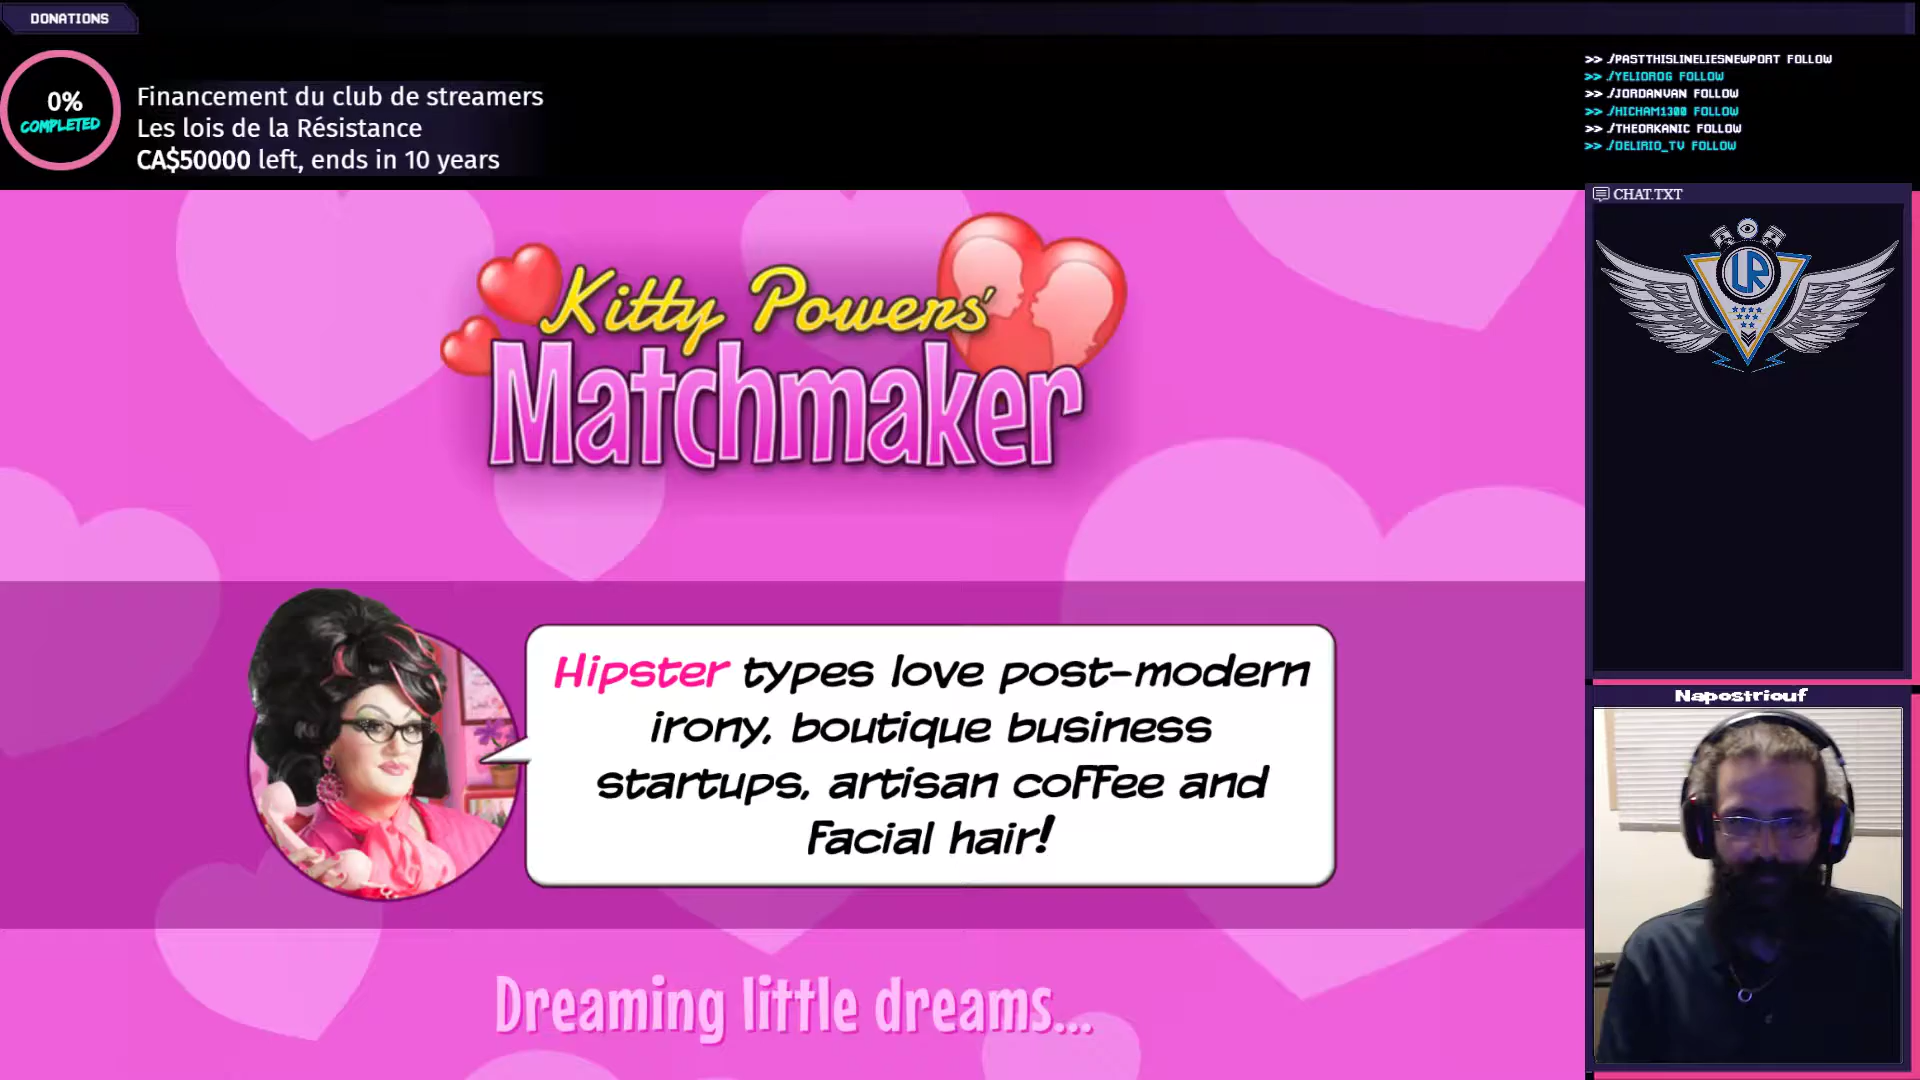 DONATIONS
0%
COMPLETED
Financement du club de streamers
Les lois de la Résistance
CA$50000 left, ends in 10 years
>> ./PASTTHISLINELIESNEWPORT FOLLOW
>> ./YELIOROG FOLLOW
>> ./JORDANVAN FOLLOW
>> ./HICHAM1300 FOLLOW
>> ./THEORKANIC FOLLOW
>> ./DELIRIO_TV FOLLOW
CHAT.TXT
LR
Kitty Powers'
Matchmaker
Hipster types love post-modern
irony, boutique business
startups, artisan coffee and
facial hair!
Dreaming little dreams...
Napostriouf